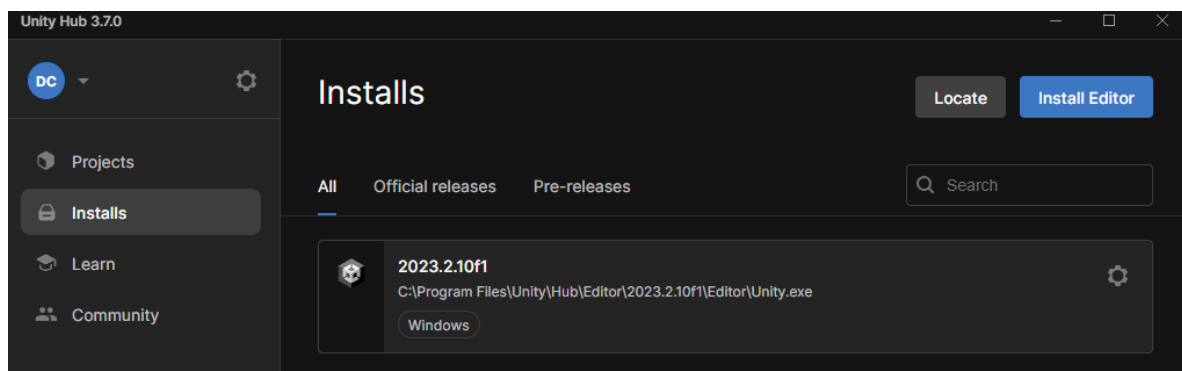 Unity Hub 3.7.0
DC
Projects
Installs
Learn
Community
Installs
Locate
Install Editor
All
Official releases
Pre-releases
Search
2023.2.10f1
C:\Program Files\Unity\Hub\Editor\2023.2.10f1\Editor\Unity.exe
Windows